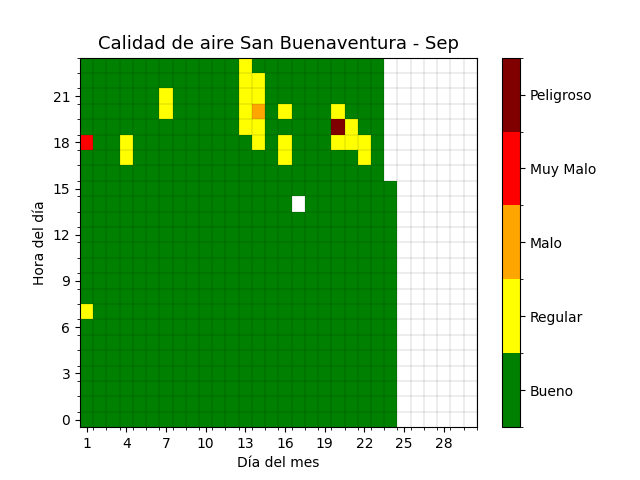 Calidad de aire San Buenaventura - Sep
Hora del día
21
18
15
12
9
6
3
0
1 4 7 10 13 16 19 22 25 28
Día del mes
Peligroso
Muy Malo
Malo
Regular
Bueno